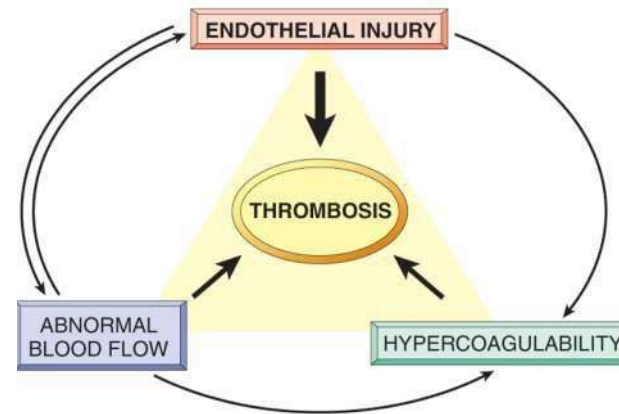 ENDOTHELIAL INJURY
THROMBOSIS
ABNORMAL
BLOOD FLOW
HYPERCOAGULABILITY